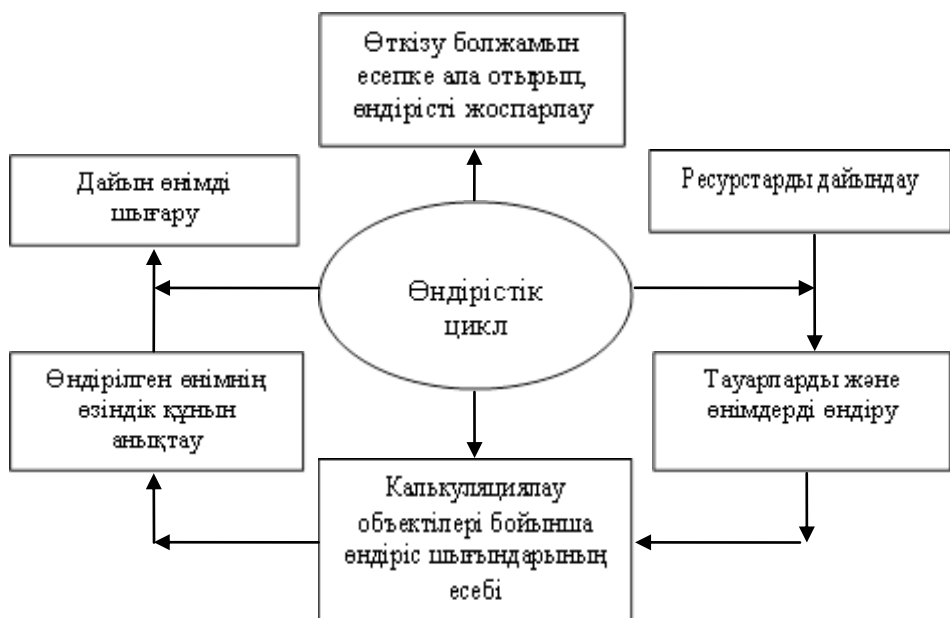 Өткізу болжамын
есепке ала отырып,
өндірісті жоспарлау
Дайын өнімді
шығару
Ресурстарды дайындау
Өндірістік
цикл
Өндірілген өнімнің
өзіндік құнын
анықтау
Тауарларды және
өнімдерді өндіру
Калькуляциялау
объектілері бойынша
өндіріс шығындарының
есебі